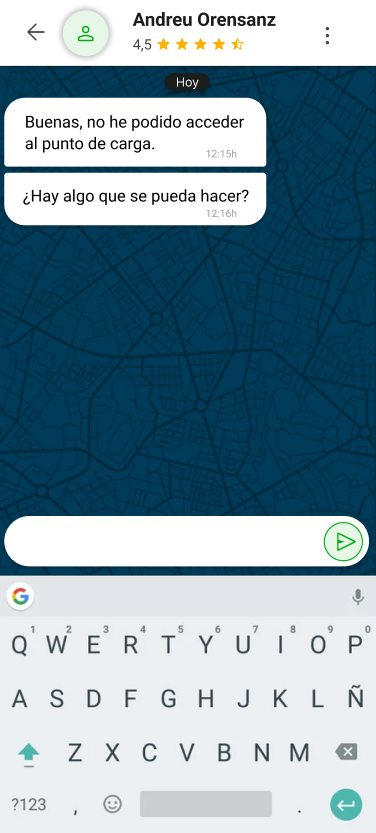 Andreu Orensanz
4,5
Hoy
Buenas, no he podido acceder
al punto de carga.
12:15h
¿Hay algo que se pueda hacer?
12:16h
G
1 2 3 4 5 6 7 8 9 0
Q W E R T Y U I O P
A S D F G H J K L Ñ
Z X C V B N M
?123 , .